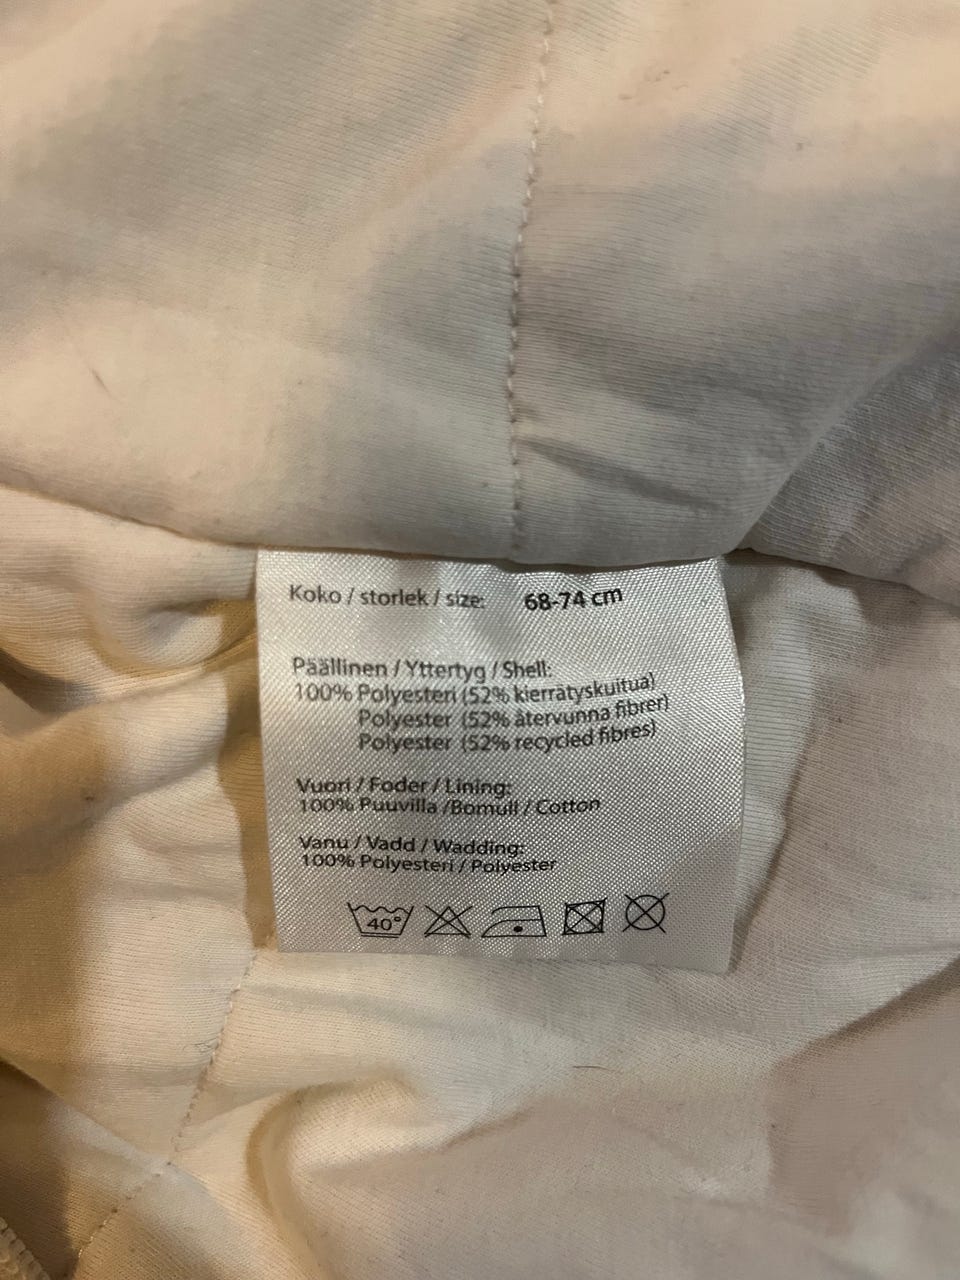 Koko / storlek / size: 68-74 cm
Päällinen / Yttertyg / Shell:
100% Polyesteri (52% kierrätyskuitua)
Polyester (52% återvunna fibrer)
Polyester (52% recycled fibres)
Vuori / Foder / Lining:
100% Puuvilla /Bomull / Cotton
Vanu / Vadd / Wadding:
100% Polyesteri / Polyester
40°